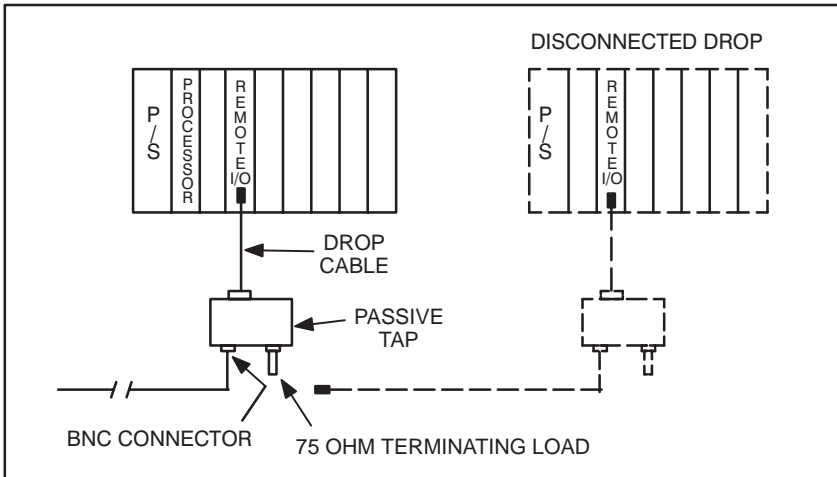 DISCONNECTED DROP
P/S
PROCESSOR
REMOTE I/O
P/S
REMOTE I/O
DROP
CABLE
PASSIVE
TAP
BNC CONNECTOR
75 OHM TERMINATING LOAD